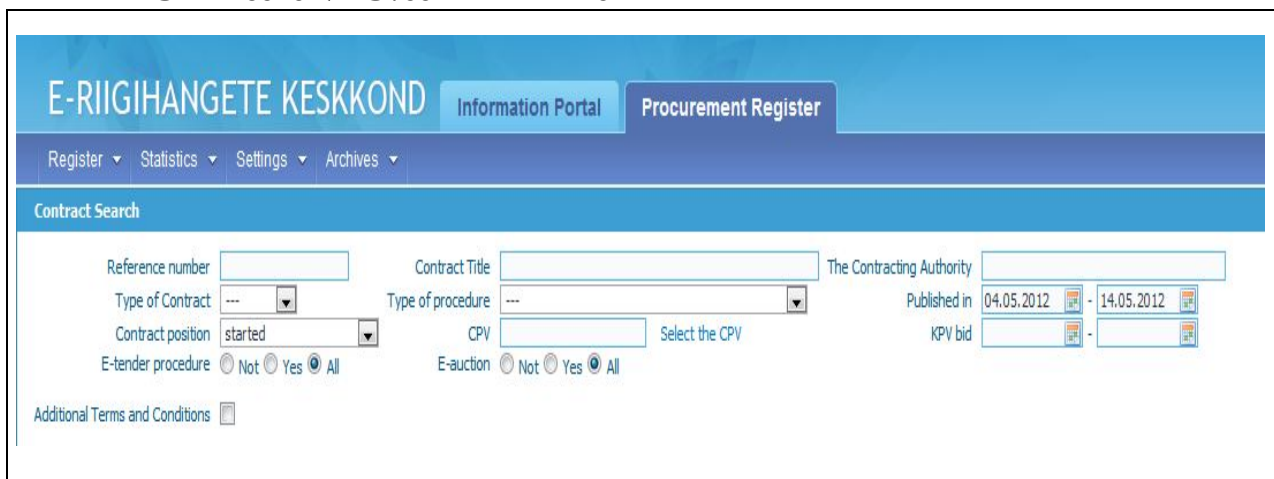 E-RIIGIHANGETE KESKKOND Information Portal Procurement Register
Register Statistics Settings Archives
Contract Search
Reference number Contract Title The Contracting Authority
Type of Contract --- Type of procedure --- Published in 04.05.2012 - 14.05.2012
Contract position started CPV Select the CPV KPV bid -
E-tender procedure Not Yes All E-auction Not Yes All
Additional Terms and Conditions